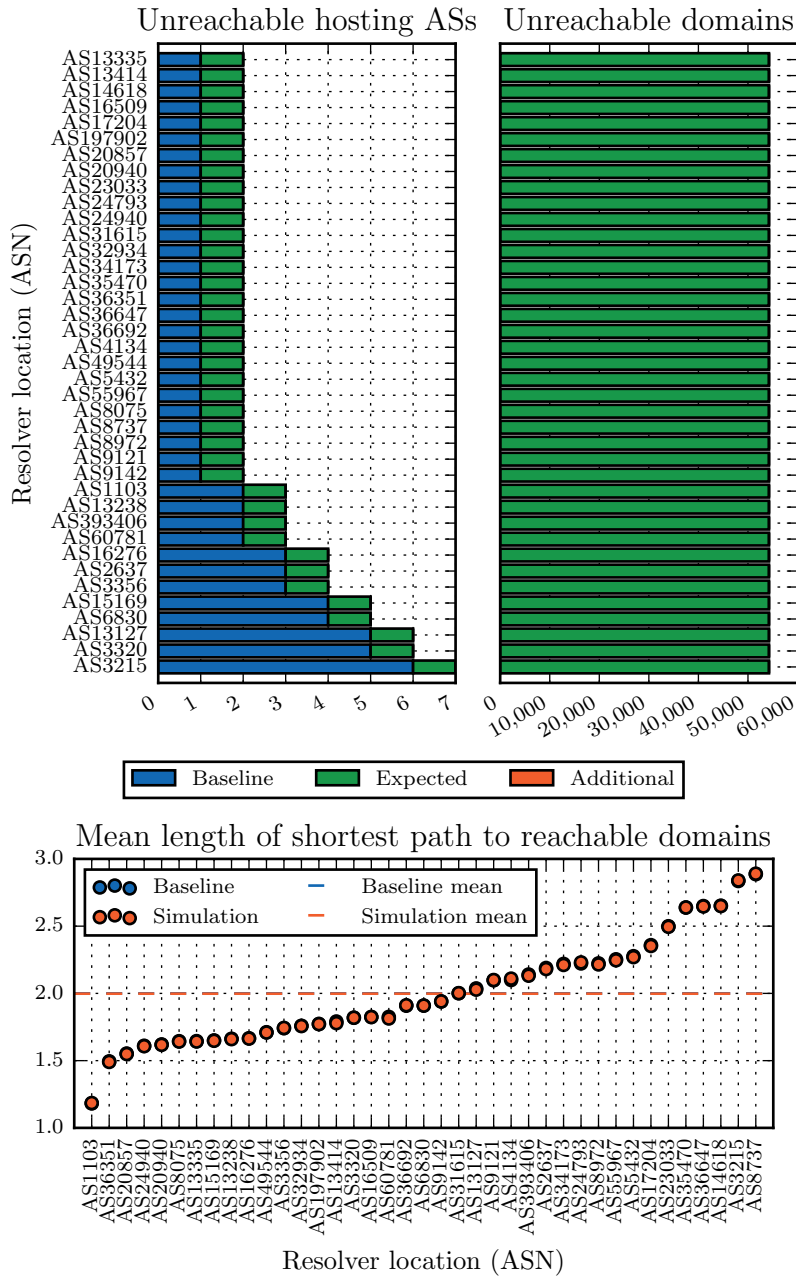 Unreachable hosting ASs
Unreachable domains
Resolver location (ASN)
AS13335
AS13414
AS14618
AS16509
AS17204
AS197902
AS20857
AS20940
AS23033
AS24793
AS24940
AS31615
AS32934
AS34173
AS35470
AS36351
AS36647
AS36692
AS4134
AS49544
AS5432
AS55967
AS8075
AS8737
AS8972
AS9121
AS9142
AS1103
AS13238
AS393406
AS60781
AS16276
AS2637
AS3356
AS15169
AS6830
AS13127
AS3320
AS3215
0 1 2 3 4 5 6 7
0 10,000 20,000 30,000 40,000 50,000 60,000
Baseline Expected Additional
Mean length of shortest path to reachable domains
3.0
2.5
2.0
1.5
1.0
Baseline Baseline mean
Simulation Simulation mean
AS1103
AS36351
AS20857
AS24940
AS20940
AS8075
AS13335
AS15169
AS13238
AS16276
AS49544
AS3356
AS32934
AS197902
AS13414
AS3320
AS16509
AS60781
AS36692
AS6830
AS9142
AS31615
AS13127
AS9121
AS4134
AS393406
AS2637
AS34173
AS24793
AS8972
AS55967
AS5432
AS17204
AS23033
AS35470
AS36647
AS14618
AS3215
AS8737
Resolver location (ASN)